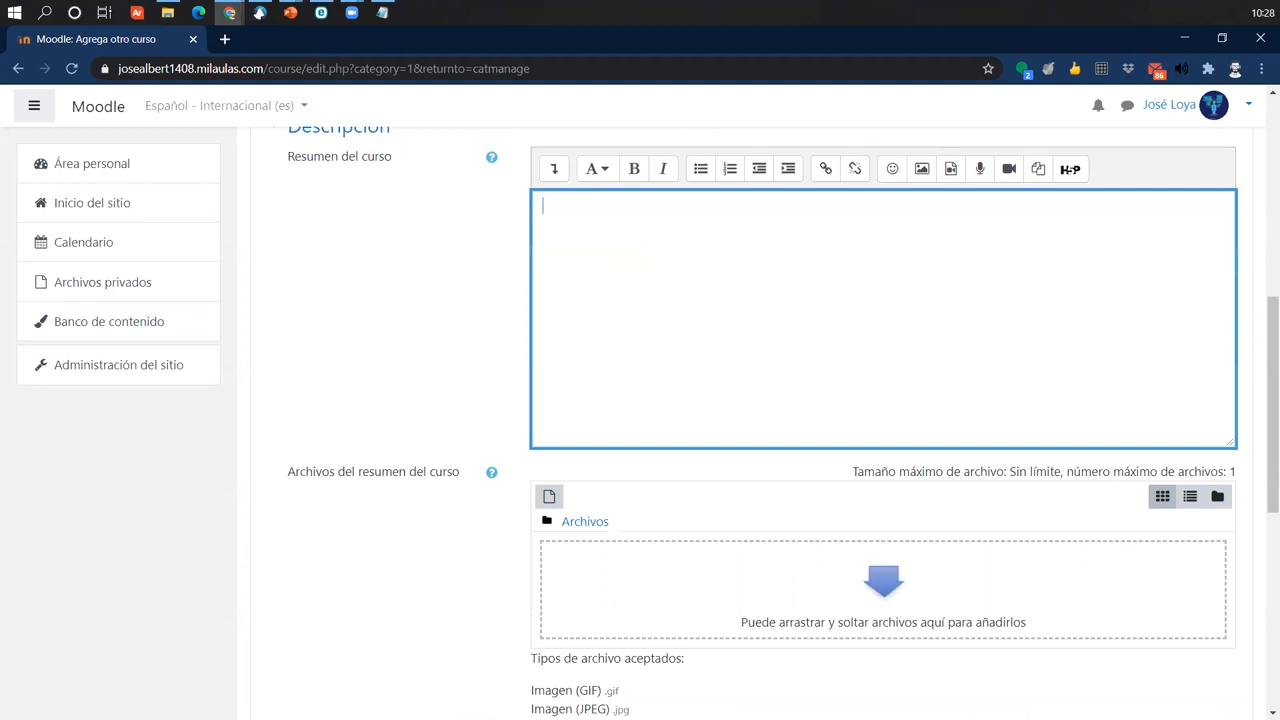 10:28
Moodle: Agrega otro curso
josealbert1408.milaulas.com/course/edit.php?category=1&returnto=catmanage
2
86
Moodle
Español - Internacional (es)
José Loya
Área personal
Inicio del sitio
Calendario
Archivos privados
Banco de contenido
Administración del sitio
Descripción
Resumen del curso
A
B
I
H-P
Archivos del resumen del curso
Tamaño máximo de archivo: Sin límite, número máximo de archivos: 1
Archivos
Puede arrastrar y soltar archivos aquí para añadirlos
Tipos de archivo aceptados:
Imagen (GIF) .gif
Imagen (JPEG) .jpg